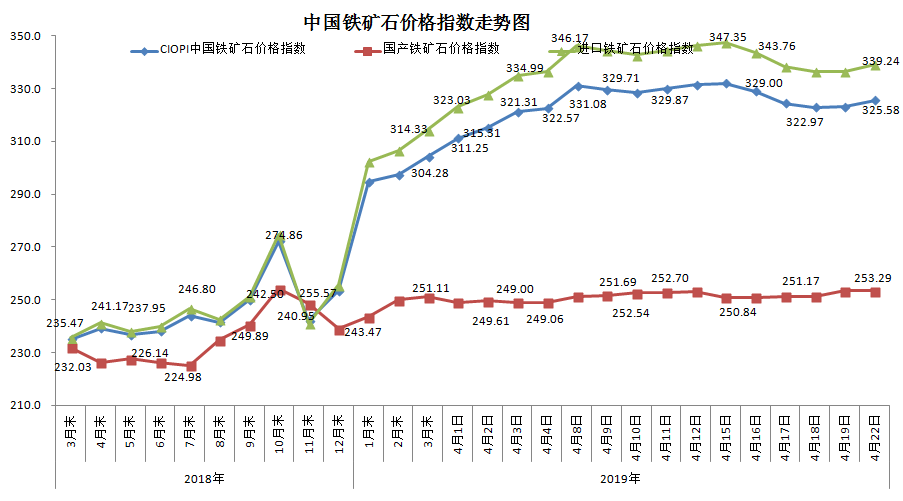 中国铁矿石价格指数走势图
CIOPI中国铁矿石价格指数 国产铁矿石价格指数 进口铁矿石价格指数
350.0
330.0
310.0
290.0
270.0
250.0
230.0
210.0
235.47
241.17
237.95
246.80
242.50
274.86
240.95
255.57
314.33
323.03
334.99
346.17
347.35
343.76
339.24
249.89
304.28
311.25
315.31
321.31
322.57
331.08
329.71
329.87
329.00
322.97
325.58
232.03
226.14
224.98
243.47
251.11
249.61
249.00
249.06
251.69
252.54
252.70
250.84
251.17
253.29
3月末
4月末
5月末
6月末
7月末
8月末
9月末
10月末
11月末
12月末
1月末
2月末
3月末
4月1日
4月2日
4月3日
4月4日
4月8日
4月9日
4月10日
4月11日
4月12日
4月15日
4月16日
4月17日
4月18日
4月19日
4月22日
2018年 2019年